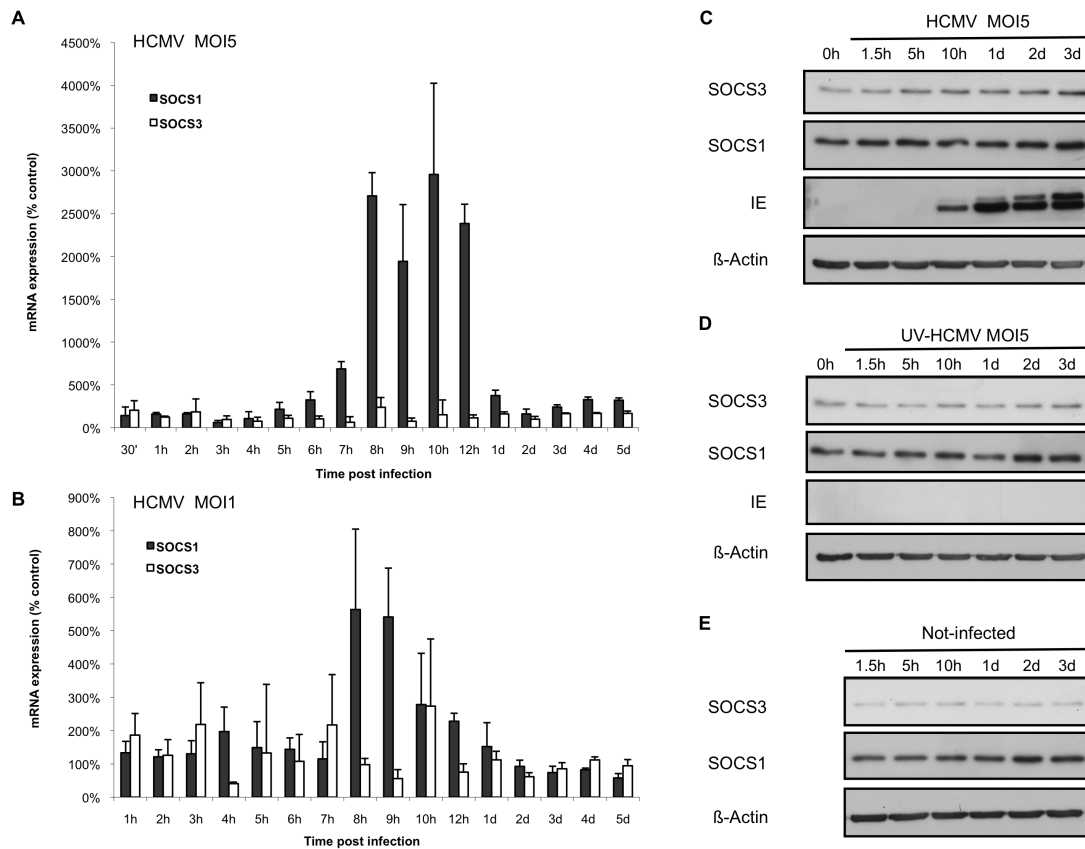 A
HCMV MOI5
4500%
4000%
3500%
3000%
2500%
2000%
1500%
1000%
500%
0%
mRNA expression (% control)
SOCS1
SOCS3
30' 1h 2h 3h 4h 5h 6h 7h 8h 9h 10h 12h 1d 2d 3d 4d 5d
Time post infection
B
HCMV MOI1
900%
800%
700%
600%
500%
400%
300%
200%
100%
0%
mRNA expression (% control)
SOCS1
SOCS3
1h 2h 3h 4h 5h 6h 7h 8h 9h 10h 12h 1d 2d 3d 4d 5d
Time post infection
C
HCMV MOI5
0h 1.5h 5h 10h 1d 2d 3d
SOCS3
SOCS1
IE
ß-Actin
D
UV-HCMV MOI5
0h 1.5h 5h 10h 1d 2d 3d
SOCS3
SOCS1
IE
ß-Actin
E
Not-infected
1.5h 5h 10h 1d 2d 3d
SOCS3
SOCS1
ß-Actin